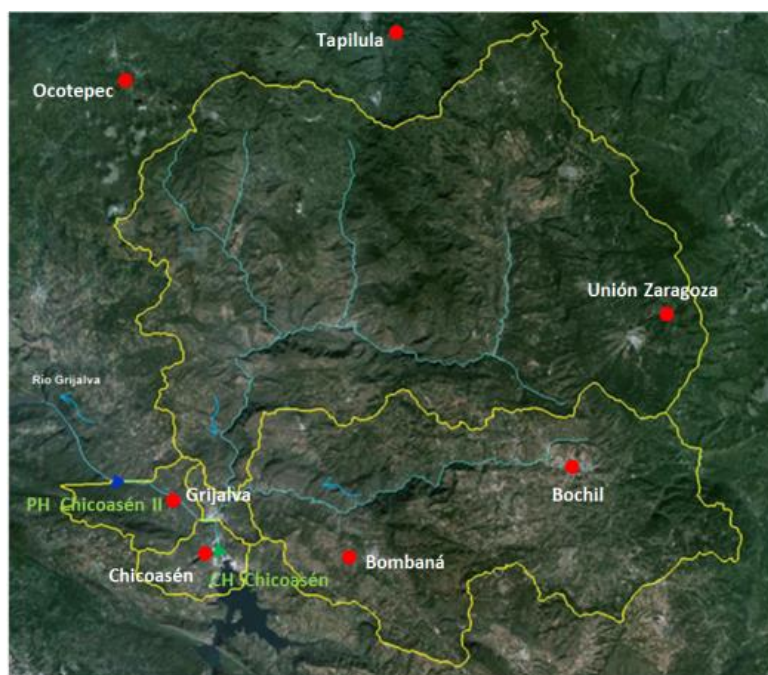 Tapilula
Ocotepec
Unión Zaragoza
Río Grijalva
Bochil
Grijalva
PH Chicoasén II
Bombaná
Chicoasén
CH Chicoasén